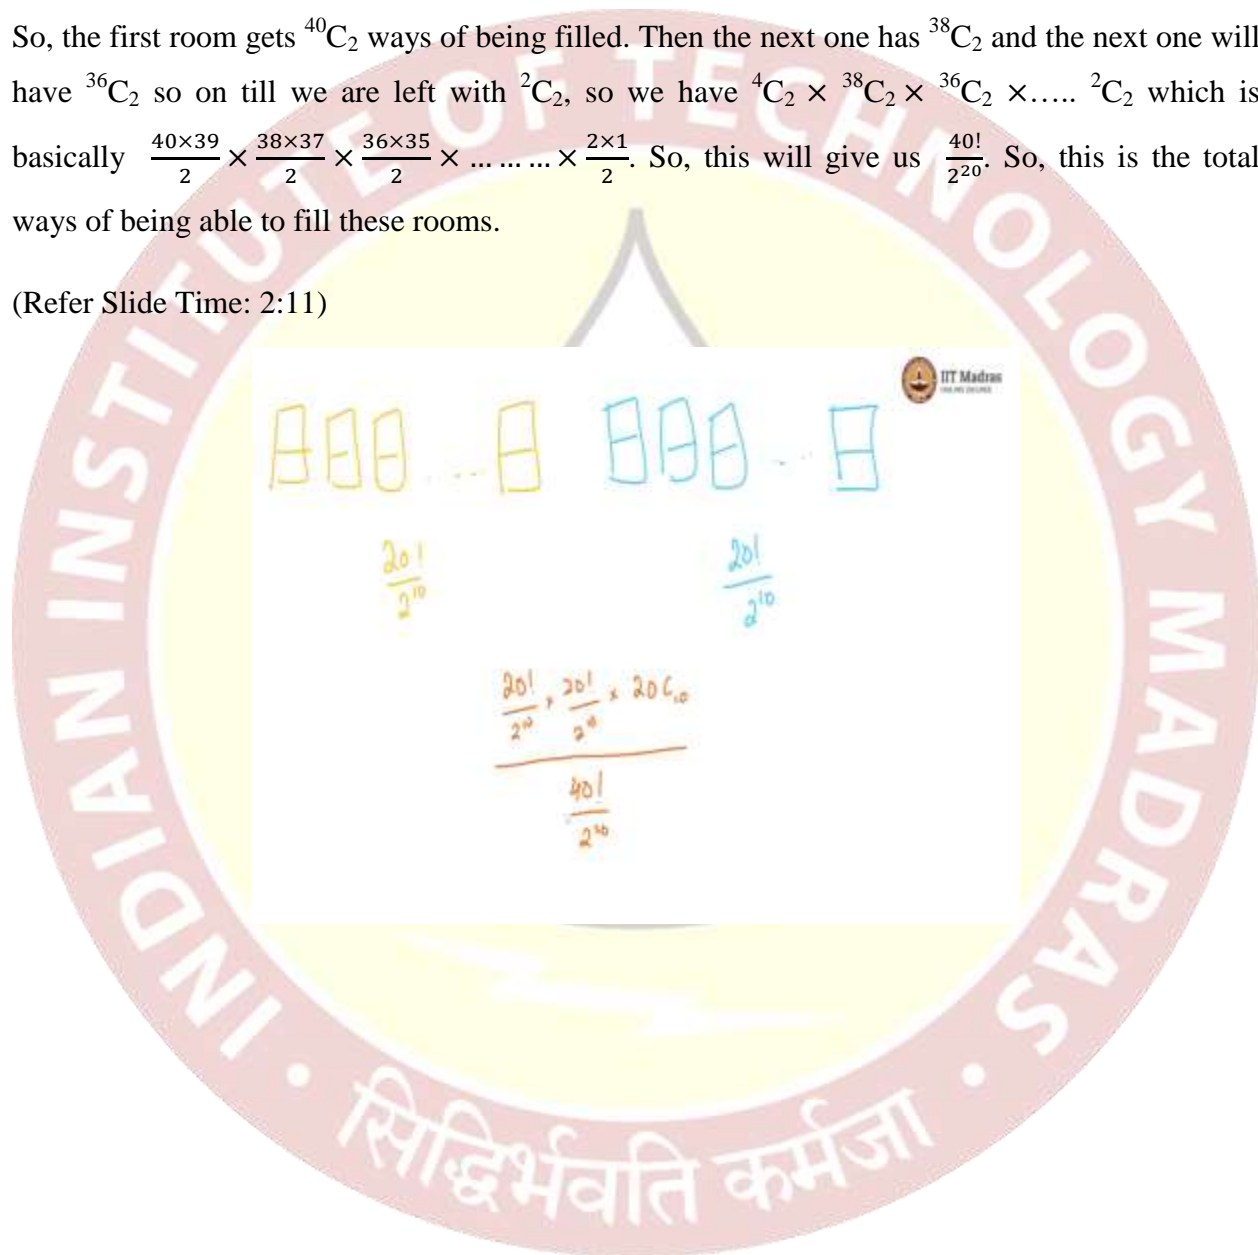 So, the first room gets ⁴⁰C₂ ways of being filled. Then the next one has ³⁸C₂ and the next one will
have ³⁶C₂ so on till we are left with ²C₂, so we have ⁴C₂ × ³⁸C₂ × ³⁶C₂ ×….. ²C₂ which is
basically (40×39)/2 × (38×37)/2 × (36×35)/2 × … … … × (2×1)/2. So, this will give us 40!/2²⁰. So, this is the total
ways of being able to fill these rooms.
(Refer Slide Time: 2:11)
IIT Madras
ONLINE DEGREE
20!/2¹⁰ 20!/2¹⁰
20!/2¹⁰ × 20!/2¹⁰ × 20C₁₀
40!
INDIAN INSTITUTE OF TECHNOLOGY MADRAS
सिद्धिर्भवति कर्मजा